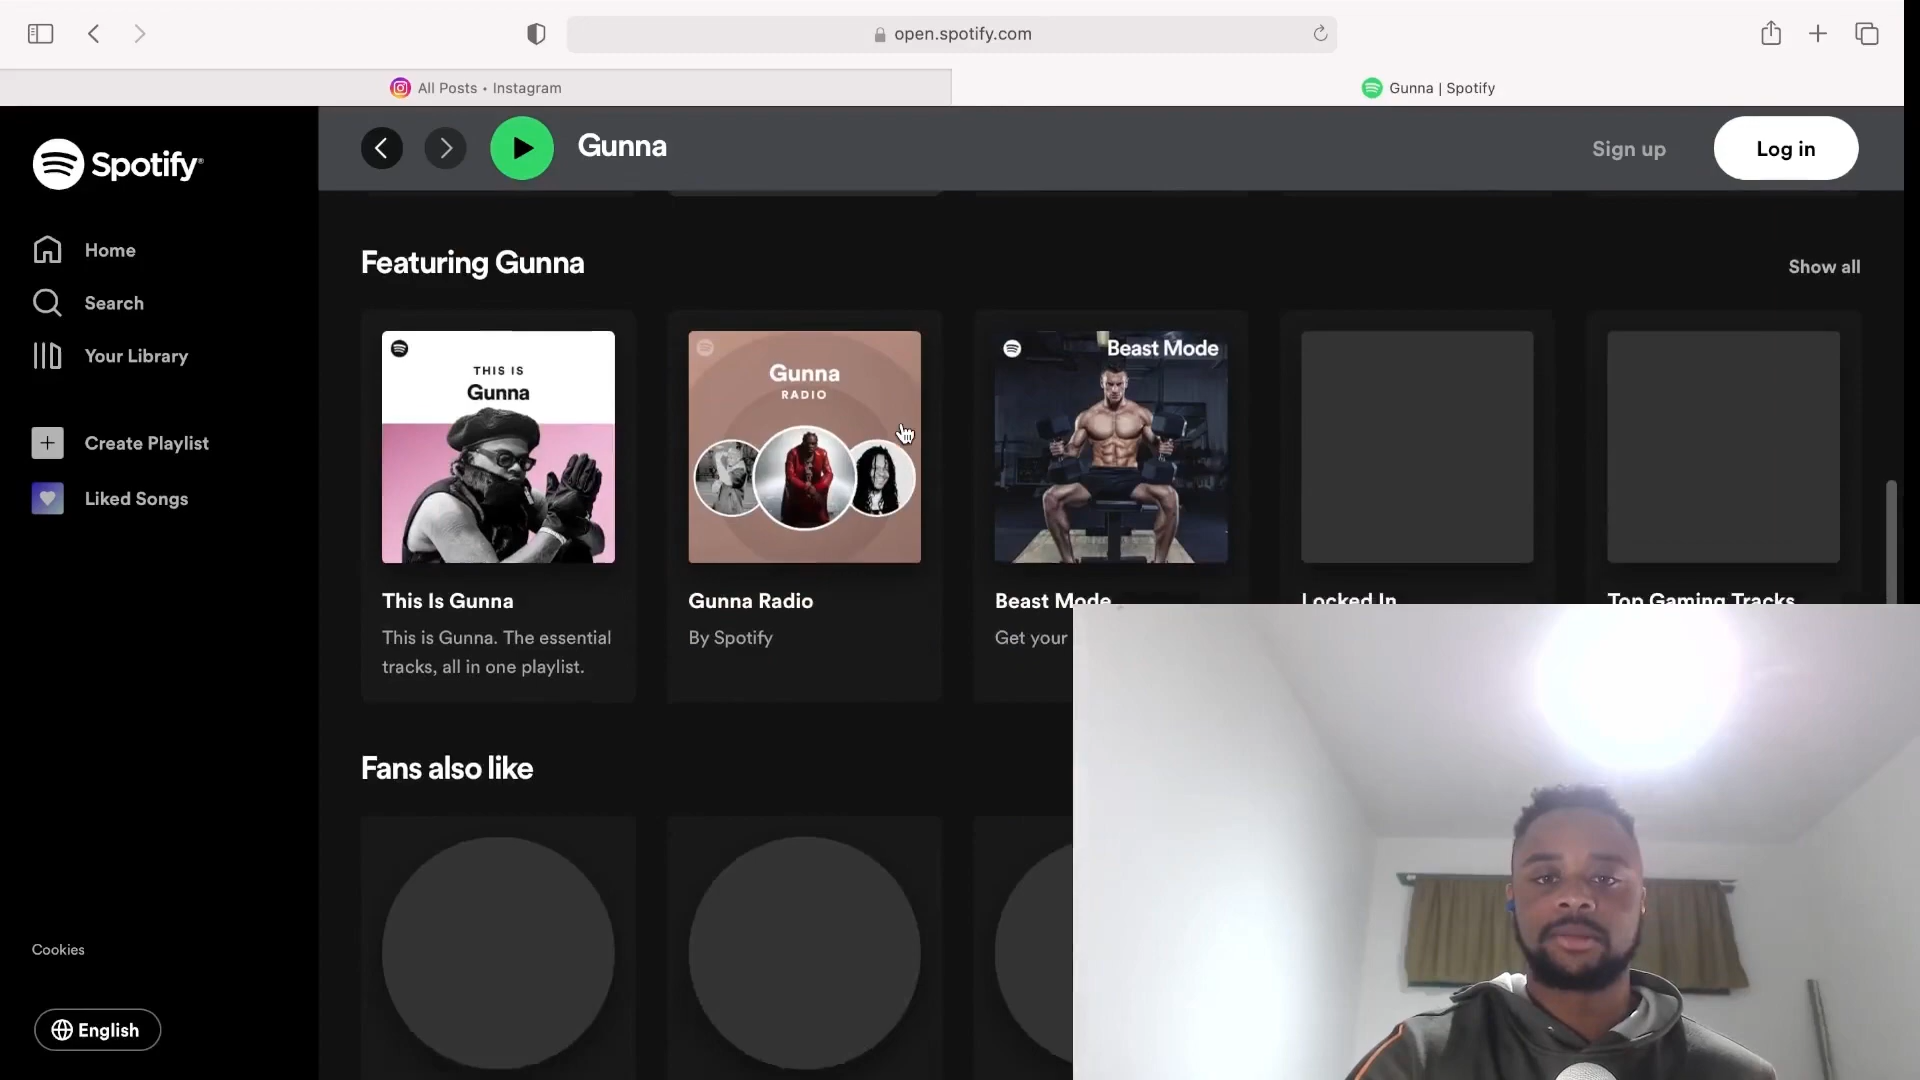 open.spotify.com
All Posts • Instagram
Gunna | Spotify
Spotify
Gunna
Sign up
Log in
Home
Search
Your Library
Create Playlist
Liked Songs
Cookies
English
Featuring Gunna
Show all
THIS IS
Gunna
Gunna
RADIO
Beast Mode
This Is Gunna
This is Gunna. The essential
tracks, all in one playlist.
Gunna Radio
By Spotify
Beast Mode
Get your
Locked In
Top Gaming Tracks
Fans also like